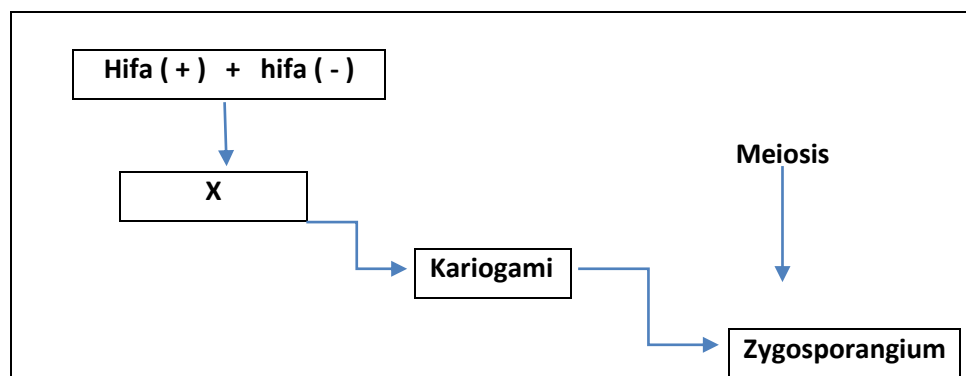 Hifa ( + ) + hifa ( - )
Meiosis
X
Kariogami
Zygosporangium